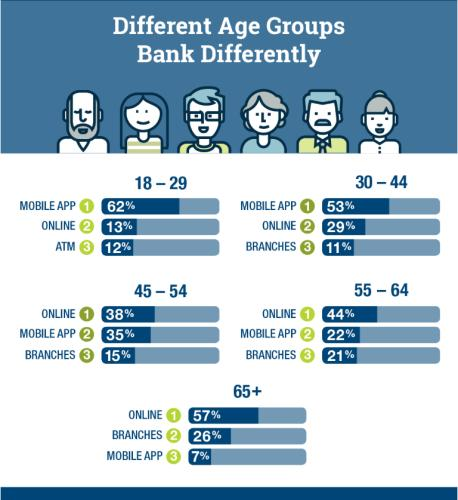 Different Age Groups
Bank Differently
18 – 29
MOBILE APP 1 62%
ONLINE 2 13%
ATM 3 12%
30 – 44
MOBILE APP 1 53%
ONLINE 2 29%
BRANCHES 3 11%
45 – 54
ONLINE 1 38%
MOBILE APP 2 35%
BRANCHES 3 15%
55 – 64
ONLINE 1 44%
MOBILE APP 2 22%
BRANCHES 3 21%
65+
ONLINE 1 57%
BRANCHES 2 26%
MOBILE APP 3 7%